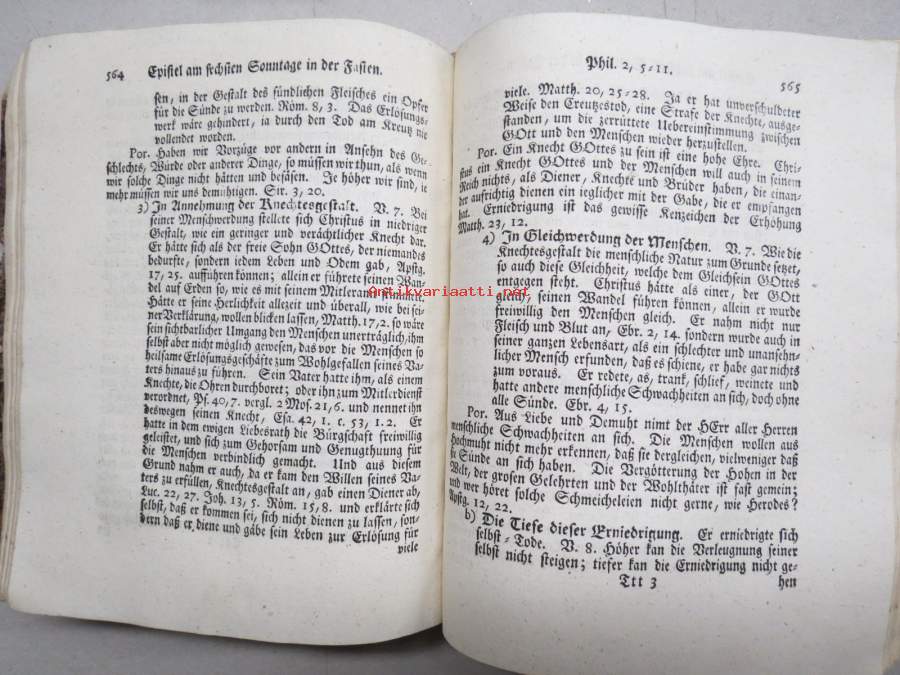 564 Epistel am sechsten Sonntage in der Fasten.
sen, in der Gestalt des sündlichen Fleisches ein Opfer
für die Sünde zu werden. Röm. 8, 3. Das Erlösungs-
werk wäre gehindert, ia durch den Tod am Kreutz nie
vollendet worden.
Por. Haben wir Vorzüge vor andern in Ansehn des Ge-
schlechts, Würde oder anderer Dinge, so müssen wir thun, als wenn
wir solche Dinge nicht hätten und besäsen. Je höher wir sind, ie
mehr müssen wir uns demuhtigen. Sir. 3, 20.
3) In Annehmung der Knechtesgestalt. V. 7. Bei
seiner Menschwerdung stellete sich Christus in niedriger
Gestalt, wie ein geringer und verächtlicher Knecht dar.
Er hätte sich als der freie Sohn GOttes, der niemandes
bedurfte, sondern iedem Leben und Odem gab, Apstg.
17, 25. aufführen können; allein er führete seinen Wan-
del auf Erden so, wie es mit seinem Mitleramt stimmte.
Hätte er seine Herlichkeit allezeit und überall, wie bei sei-
ner Verklärung, wollen blicken lassen, Matth. 17, 2. so wäre
sein sichtbarlicher Umgang den Menschen unerträglich, ihm
selbst aber nicht möglich gewesen, das vor die Menschen so
heilsame Erlösungsgeschäfte zum Wohlgefallen seines Va-
ters hinaus zu führen. Sein Vater hatte ihm, als einem
Knechte, die Ohren durchboret; oder ihn zum Mitlerdienst
verordnet, Ps. 40, 7. vergl. 2 Mos. 21, 6. und nennet ihn
deswegen seinen Knecht, Esa. 42, 1. c. 53, 1. 2. Er
hatte in dem ewigen Liebesrath die Bürgschaft freiwillig
geleistet, und sich zum Gehorsam und Genugthuung für
die Menschen verbindlich gemacht. Und aus diesem
Grund nahm er auch, da er kam den Willen seines Va-
ters zu erfüllen, Knechtsgestalt an, gab einen Diener ab,
Luc. 22, 27. Joh. 13, 5. Röm. 15, 8. und erklärte sich
selbst, daß er kommen sei, sich nicht dienen zu lassen, son-
dern daß er diene und gäbe sein Leben zur Erlösung für
viele
Phil. 2, 5-11. 565
viele. Matth. 20, 25-28. Ja er hat unverschuldeter
Weise den Creutzestod, eine Strafe der Knechte, ausge-
standen, um die zerrüttete Uebereinstimmung zwischen
GOtt und den Menschen wieder herzustellen.
Por. Ein Knecht GOttes zu sein ist eine hohe Ehre. Chri-
stus ein Knecht GOttes und der Menschen will auch in seinem
Reich nichts, als Diener, Knechte und Brüder haben, die einan-
der aufrichtig dienen ein ieglicher mit der Gabe, die er empfangen
hat. Erniedrigung ist das gewisse Kenzeichen der Erhöhung
Matth. 23, 12.
4) In Gleichwerdung der Menschen. V. 7. Wie die
Knechtesgestalt die menschliche Natur zum Grunde setzet,
so auch diese Gleichheit, welche dem Gleichsein GOttes
entgegen steht. Christus hätte als einer, der GOtt
gleich, seinen Wandel führen können, allein er wurde
freiwillig den Menschen gleich. Er nahm nicht nur
Fleisch und Blut an, Ebr. 2, 14. sondern wurde auch in
seiner ganzen Lebensart, als ein schlechter und unansehn-
licher Mensch erfunden, daß es schiene, er habe gar nichts
zum voraus. Er redete, as, trank, schlief, weinete und
hatte andere menschliche Schwachheiten an sich, doch ohne
alle Sünde. Ebr. 4, 15.
Por. Aus Liebe und Demuht nimt der HErr aller Herren
menschliche Schwachheiten an sich. Die Menschen wollen aus
Hochmuht nicht mehr erkennen, daß sie dergleichen, vielweniger daß
sie Sünde an sich haben. Die Vergötterung der Hohen in der
Welt, der grosen Gelehrten und der Wohlthäter ist fast gemein;
und wer höret solche Schmeicheleien nicht gerne, wie Herodes?
Apstg. 12, 22.
b) Die Tiefe dieser Erniedrigung. Er erniedrigte sich
selbst - Tode. V. 8. Höher kan die Verleugnung seiner
selbst nicht steigen; tiefer kan die Erniedrigung nicht ge-
Ttt 3 hen
Antikvariaatti.net